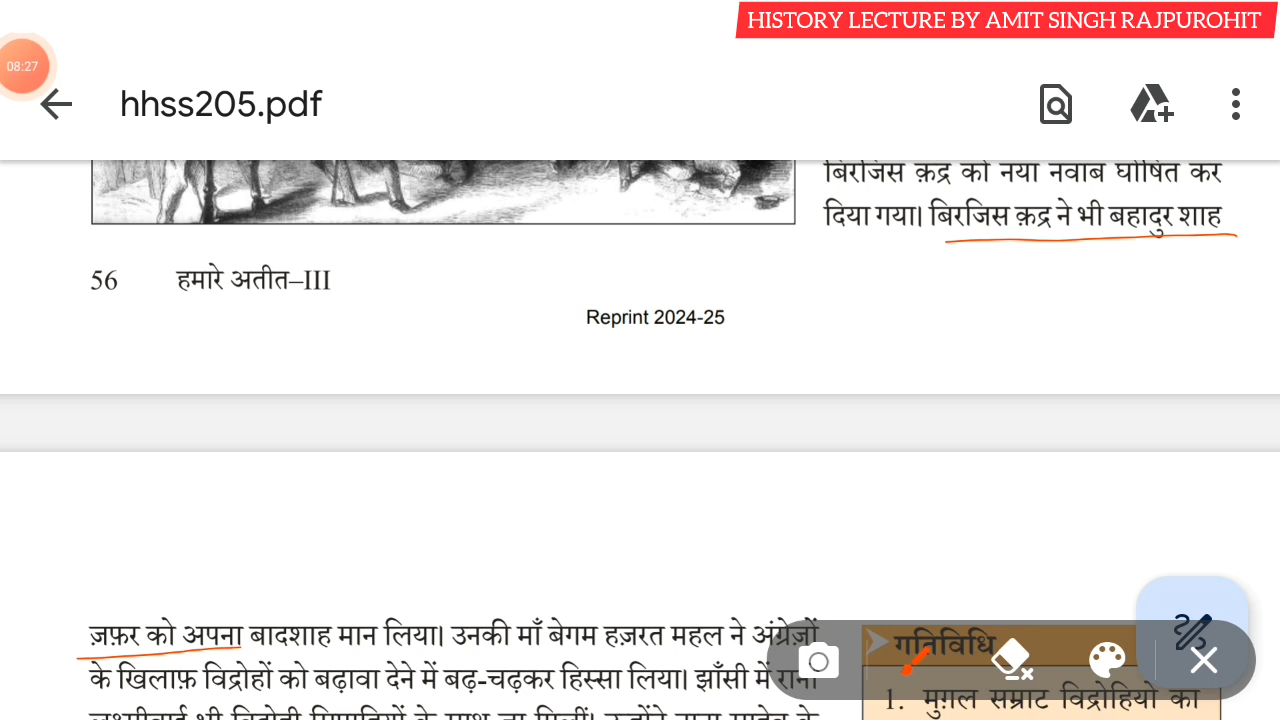 HISTORY LECTURE BY AMIT SINGH RAJPUROHIT
08:27
hhss205.pdf
बिरजिस क़द्र को नया नवाब घोषित कर
दिया गया। बिरजिस क़द्र ने भी बहादुर शाह
56 हमारे अतीत–III
Reprint 2024-25
ज़फ़र को अपना बादशाह मान लिया। उनकी माँ बेगम हज़रत महल ने अंग्रेज़ों
के खिलाफ़ विद्रोहों को बढ़ावा देने में बढ़-चढ़कर हिस्सा लिया। झाँसी में रानी
लक्ष्मीबाई भी विद्रोही सिपाहियों के साथ जा मिलीं। उन्होंने नाना साहेब के
गतिविधि
1. मुग़ल सम्राट विद्रोहियों का